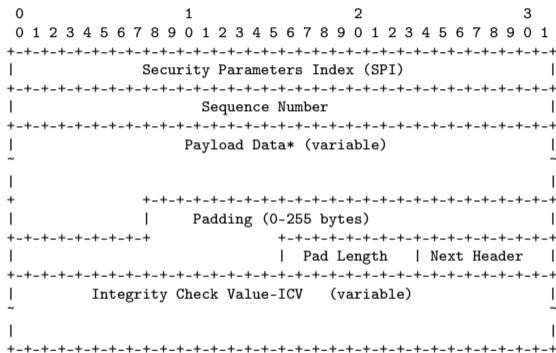 0                   1                   2                   3
 0 1 2 3 4 5 6 7 8 9 0 1 2 3 4 5 6 7 8 9 0 1 2 3 4 5 6 7 8 9 0 1
+-+-+-+-+-+-+-+-+-+-+-+-+-+-+-+-+-+-+-+-+-+-+-+-+-+-+-+-+-+-+-+-+
|               Security Parameters Index (SPI)                 |
+-+-+-+-+-+-+-+-+-+-+-+-+-+-+-+-+-+-+-+-+-+-+-+-+-+-+-+-+-+-+-+-+
|                      Sequence Number                          |
+-+-+-+-+-+-+-+-+-+-+-+-+-+-+-+-+-+-+-+-+-+-+-+-+-+-+-+-+-+-+-+-+
|                    Payload Data* (variable)                   |
~                                                               ~
|                                                               |
+               +-+-+-+-+-+-+-+-+-+-+-+-+-+-+-+-+-+-+-+-+-+-+-+-+
|               |     Padding (0-255 bytes)                     |
+-+-+-+-+-+-+-+-+               +-+-+-+-+-+-+-+-+-+-+-+-+-+-+-+-+
|                               |  Pad Length   | Next Header   |
+-+-+-+-+-+-+-+-+-+-+-+-+-+-+-+-+-+-+-+-+-+-+-+-+-+-+-+-+-+-+-+-+
|         Integrity Check Value-ICV   (variable)                |
~                                                               ~
|                                                               |
+-+-+-+-+-+-+-+-+-+-+-+-+-+-+-+-+-+-+-+-+-+-+-+-+-+-+-+-+-+-+-+-+